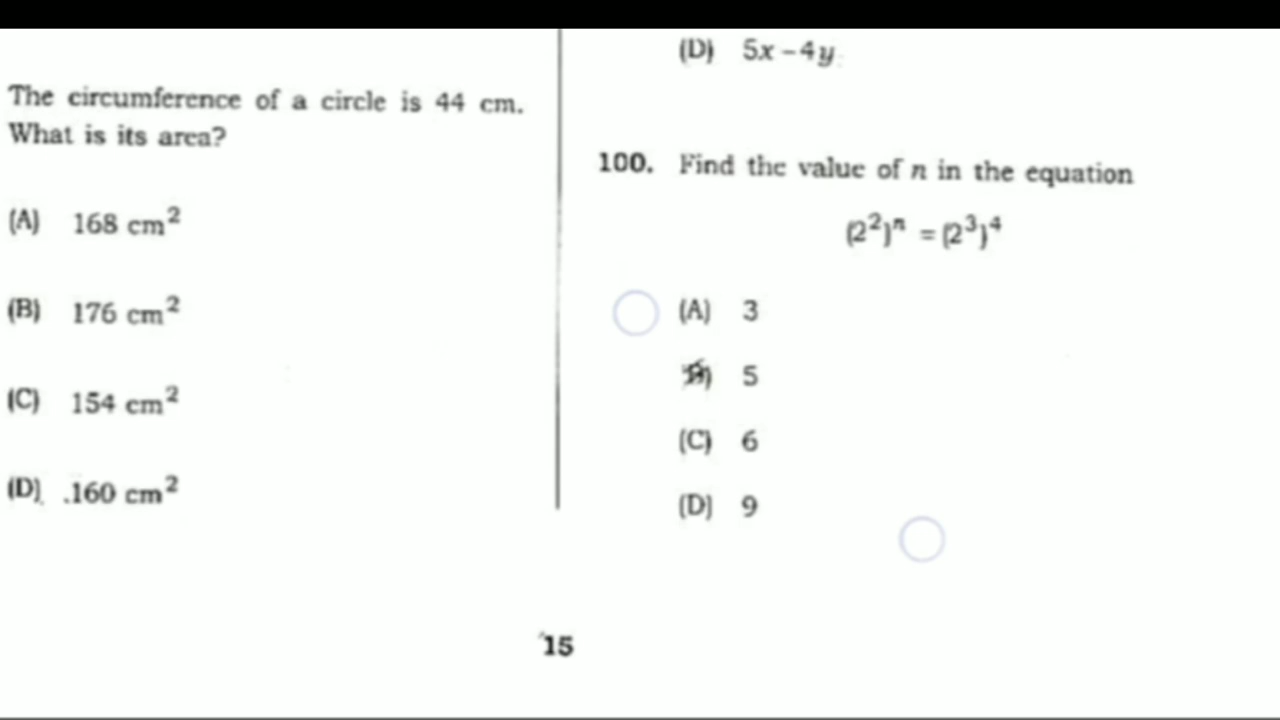 The circumference of a circle is 44 cm.
What is its area?
(A) 168 cm²
(B) 176 cm²
(C) 154 cm²
(D) .160 cm²
(D) 5x – 4y
100. Find the value of n in the equation
(2²)ⁿ = (2³)⁴
(A) 3
5
(C) 6
(D) 9
15